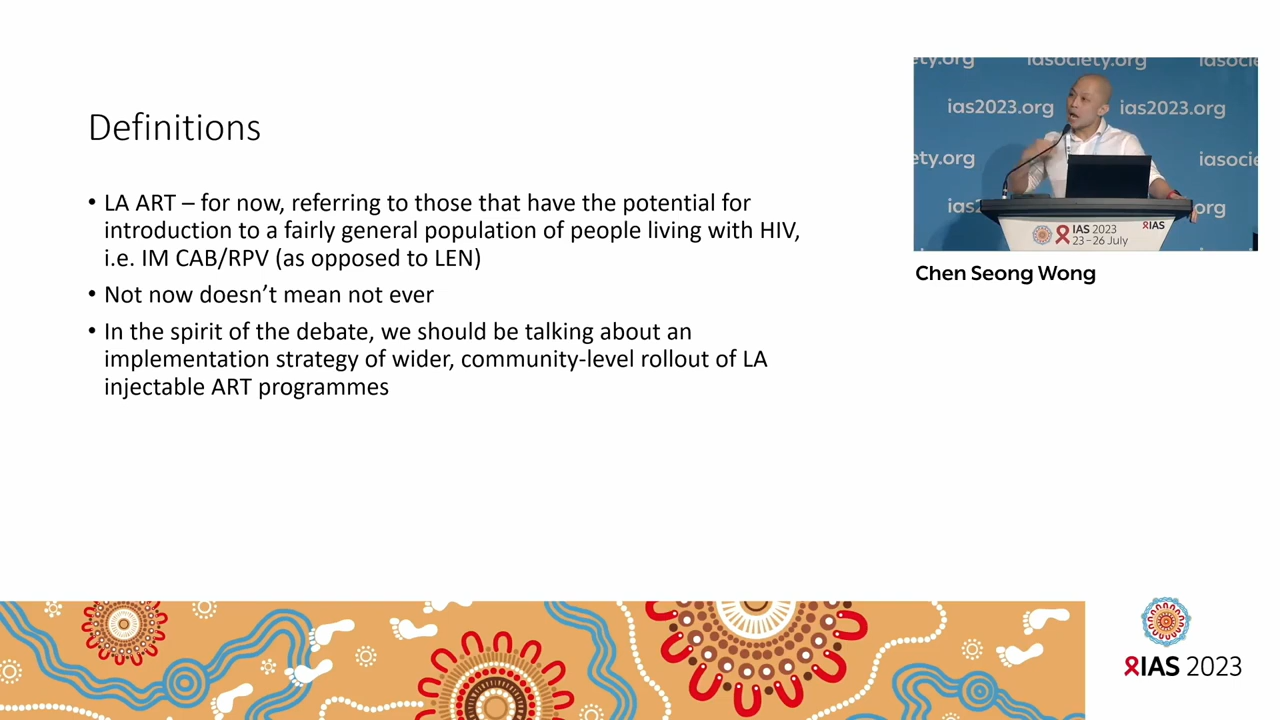 Definitions
• LA ART – for now, referring to those that have the potential for
introduction to a fairly general population of people living with HIV,
i.e. IM CAB/RPV (as opposed to LEN)
• Not now doesn’t mean not ever
• In the spirit of the debate, we should be talking about an
implementation strategy of wider, community-level rollout of LA
injectable ART programmes
ety.org iasociety.org iasoci
ias2023.org ias2023.org
ety.org iasocie
ias2 org
IAS 2023
23–26 July
IAS
Chen Seong Wong
IAS 2023